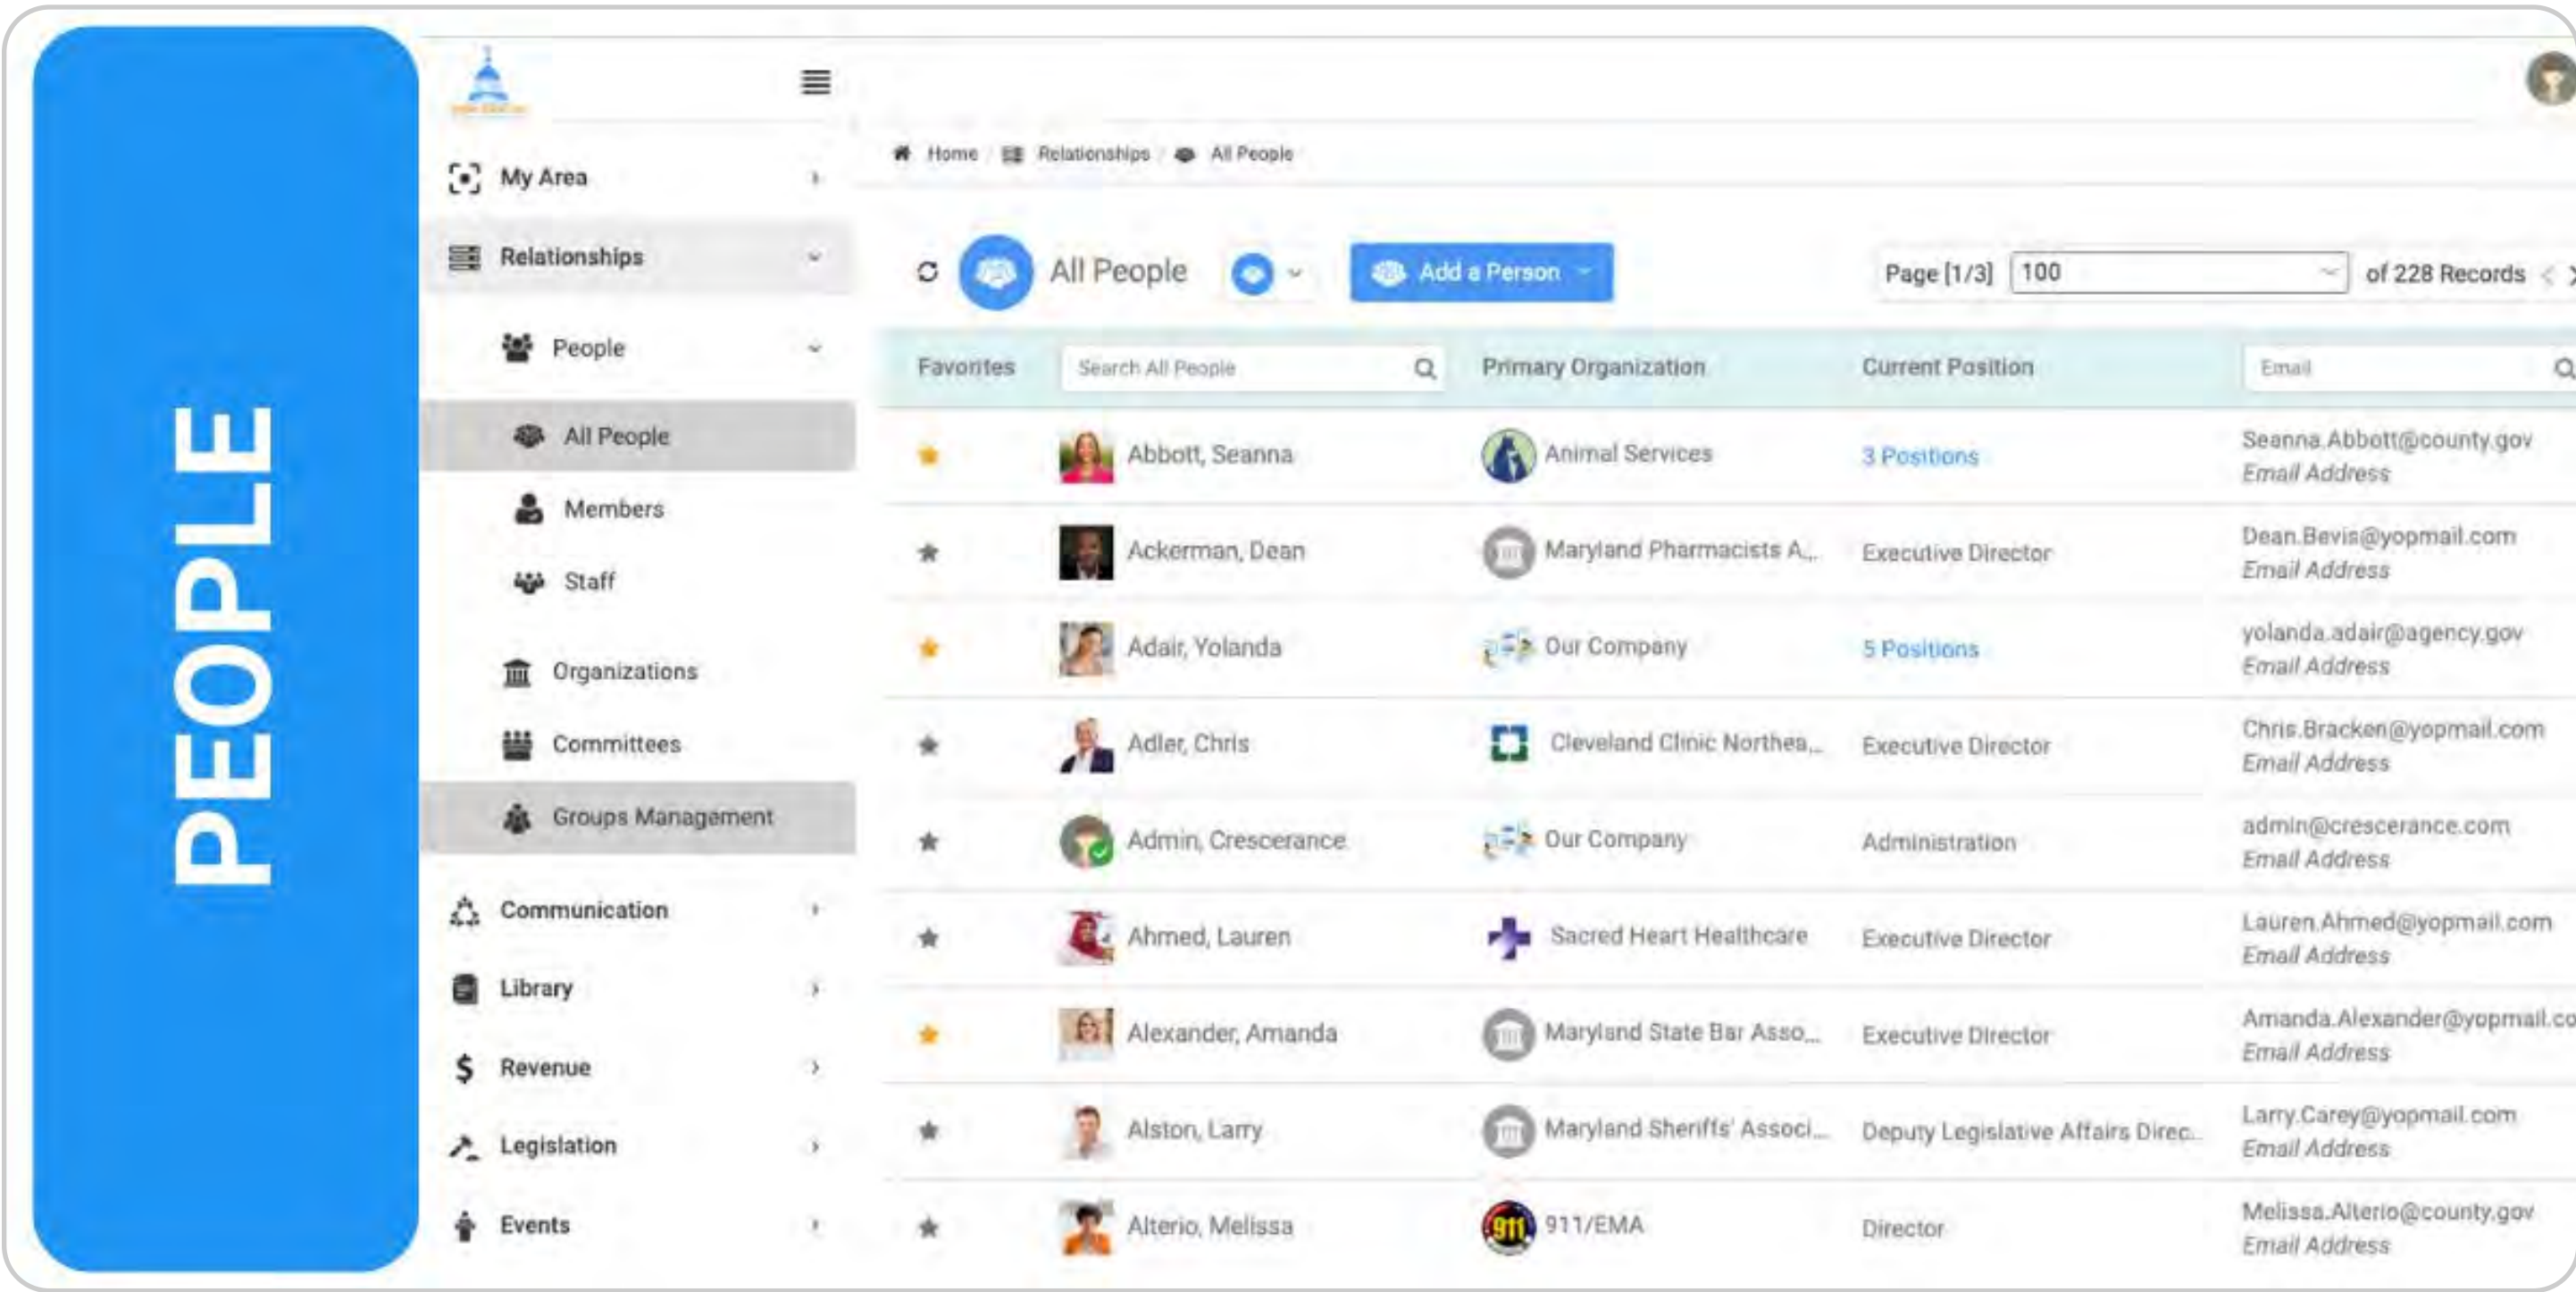 PEOPLE
My Area
Relationships
People
All People
Members
Staff
Organizations
Committees
Groups Management
Communication
Library
Revenue
Legislation
Events
Home / Relationships / All People
All People
Add a Person
Page [1/3] 100 of 228 Records
Favorites Search All People Primary Organization Current Position Email
Abbott, Seanna Animal Services 3 Positions Seanna.Abbott@county.gov
Email Address
Ackerman, Dean Maryland Pharmacists A... Executive Director Dean.Bevis@yopmail.com
Email Address
Adair, Yolanda Our Company 5 Positions yolanda.adair@agency.gov
Email Address
Adler, Chris Cleveland Clinic Northea... Executive Director Chris.Bracken@yopmail.com
Email Address
Admin, Crescerance Our Company Administration admin@crescerance.com
Email Address
Ahmed, Lauren Sacred Heart Healthcare Executive Director Lauren.Ahmed@yopmail.com
Email Address
Alexander, Amanda Maryland State Bar Asso... Executive Director Amanda.Alexander@yopmail.co
Email Address
Alston, Larry Maryland Sheriffs' Associ... Deputy Legislative Affairs Direc... Larry.Carey@yopmail.com
Email Address
Alterio, Melissa 911 911/EMA Director Melissa.Alterio@county.gov
Email Address